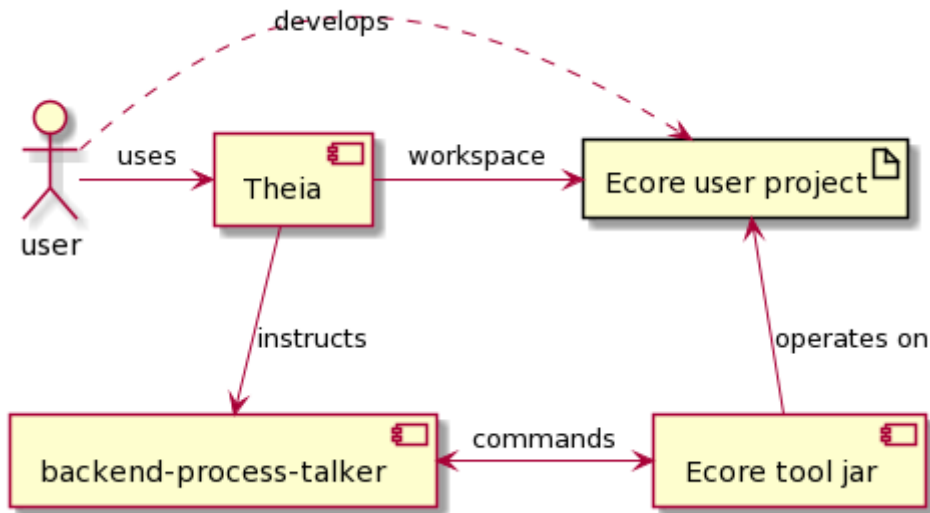 develops
uses
workspace
Theia
Ecore user project
user
instructs
operates on
commands
backend-process-talker
Ecore tool jar